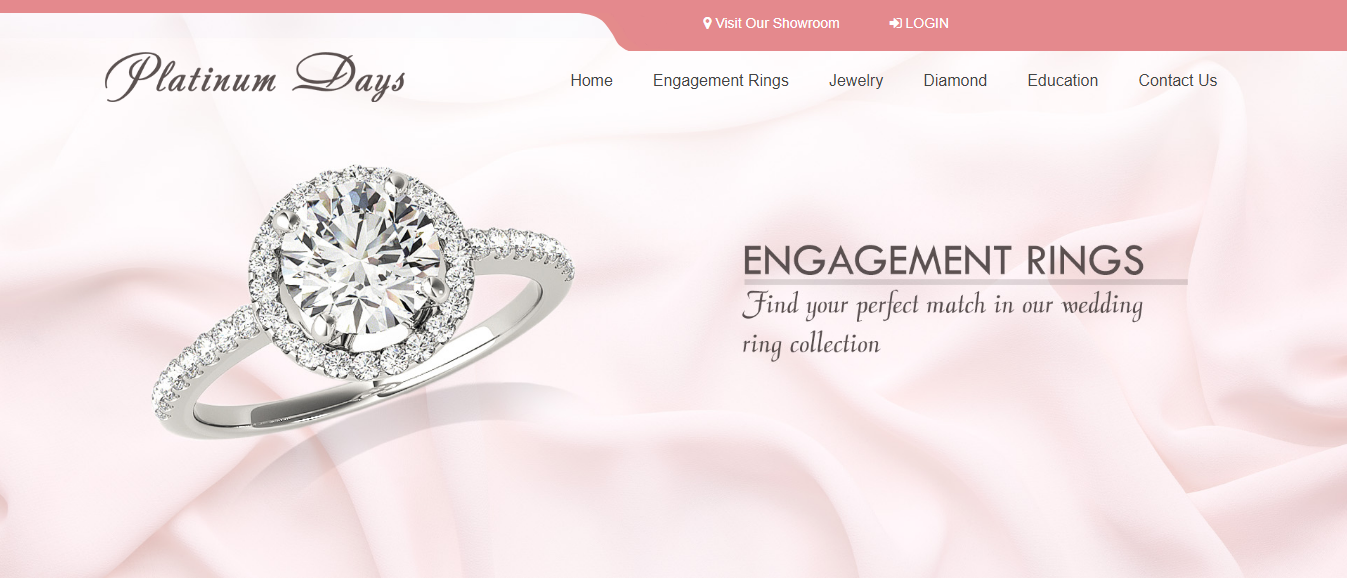 Visit Our Showroom LOGIN
Platinum Days
Home Engagement Rings Jewelry Diamond Education Contact Us
ENGAGEMENT RINGS
Find your perfect match in our wedding
ring collection